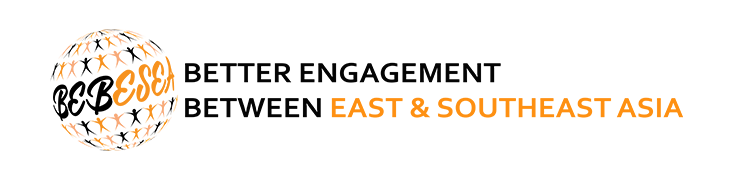 BEBESEA
BETTER ENGAGEMENT
BETWEEN EAST & SOUTHEAST ASIA